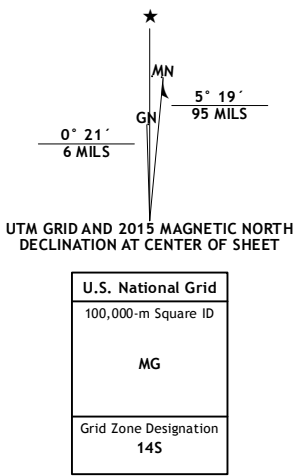 ★
MN
GN
5° 19´
95 MILS
0° 21´
6 MILS
UTM GRID AND 2015 MAGNETIC NORTH
DECLINATION AT CENTER OF SHEET
U.S. National Grid
100,000-m Square ID
MG
Grid Zone Designation
14S